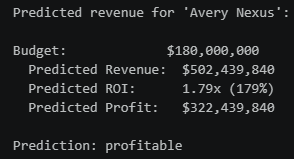 Predicted revenue for 'Avery Nexus':
Budget: $180,000,000
Predicted Revenue: $502,439,840
Predicted ROI: 1.79x (179%)
Predicted Profit: $322,439,840
Prediction: profitable